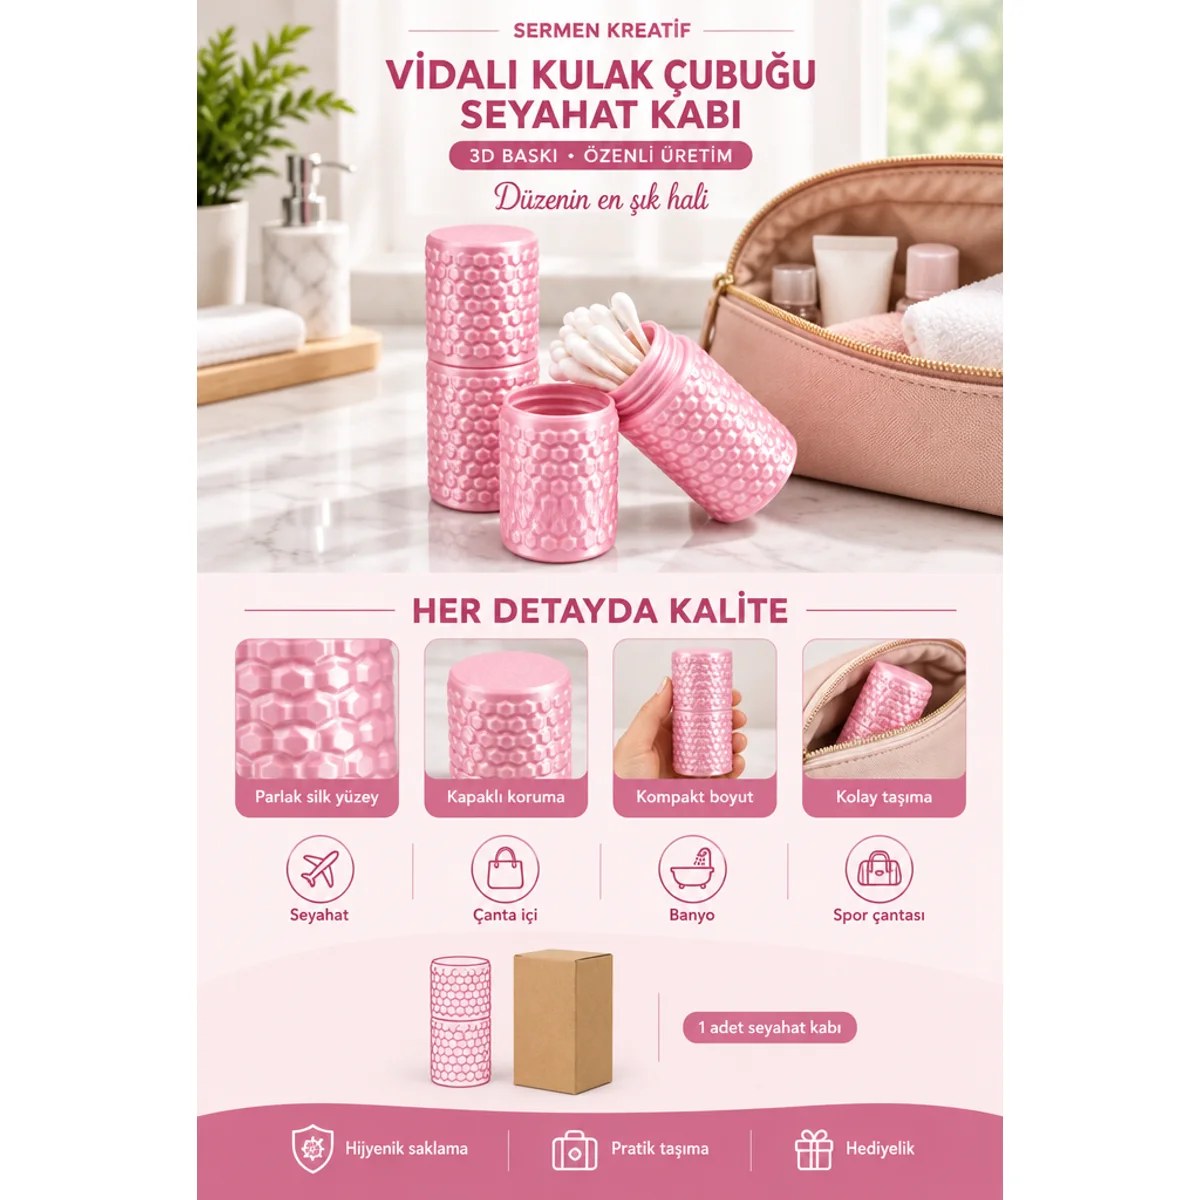 SERMEN KREATİF
VİDALI KULAK ÇUBUĞU
SEYAHAT KABI
3D BASKI • ÖZENLİ ÜRETİM
Düzenin en şık hali
HER DETAYDA KALİTE
Parlak silk yüzey
Kapaklı koruma
Kompakt boyut
Kolay taşıma
Seyahat
Çanta içi
Banyo
Spor çantası
1 adet seyahat kabı
Hijyenik saklama
Pratik taşıma
Hediyelik